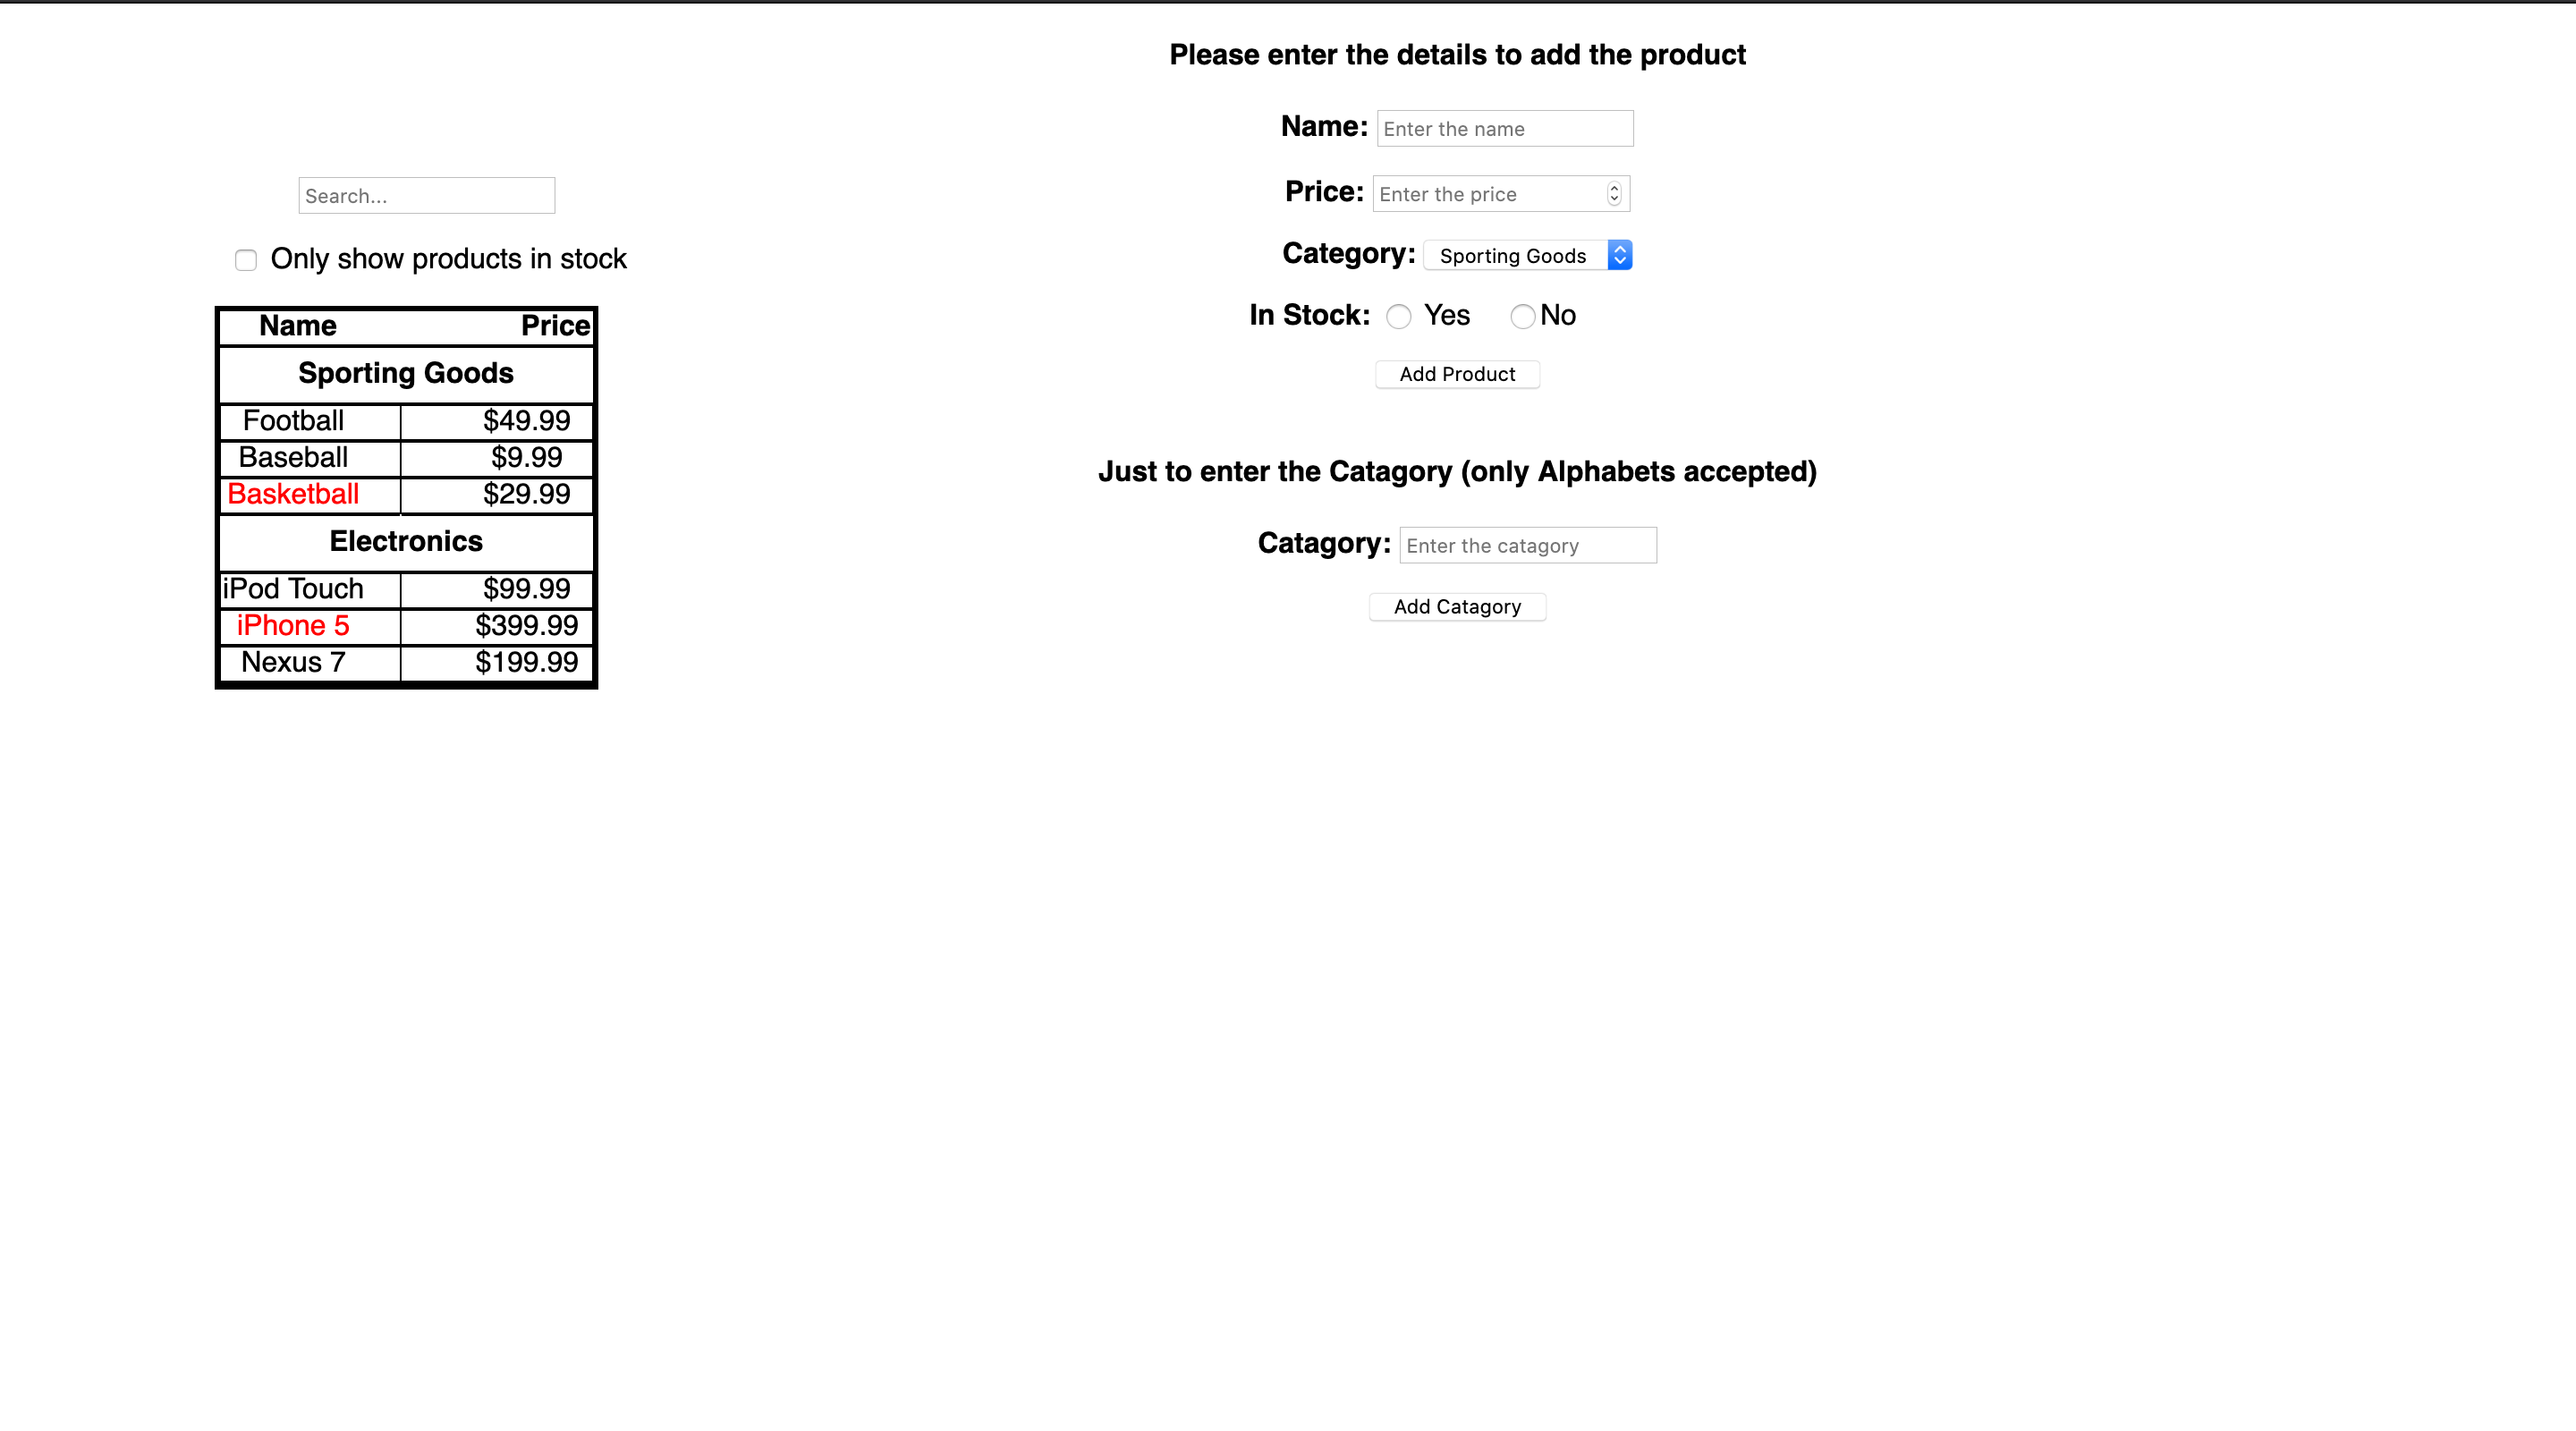 Search...
Only show products in stock
Name Price
Sporting Goods
Football $49.99
Baseball $9.99
Basketball $29.99
Electronics
iPod Touch $99.99
iPhone 5 $399.99
Nexus 7 $199.99
Please enter the details to add the product
Name: Enter the name
Price: Enter the price
Category: Sporting Goods
In Stock: Yes No
Add Product
Just to enter the Catagory (only Alphabets accepted)
Catagory: Enter the catagory
Add Catagory